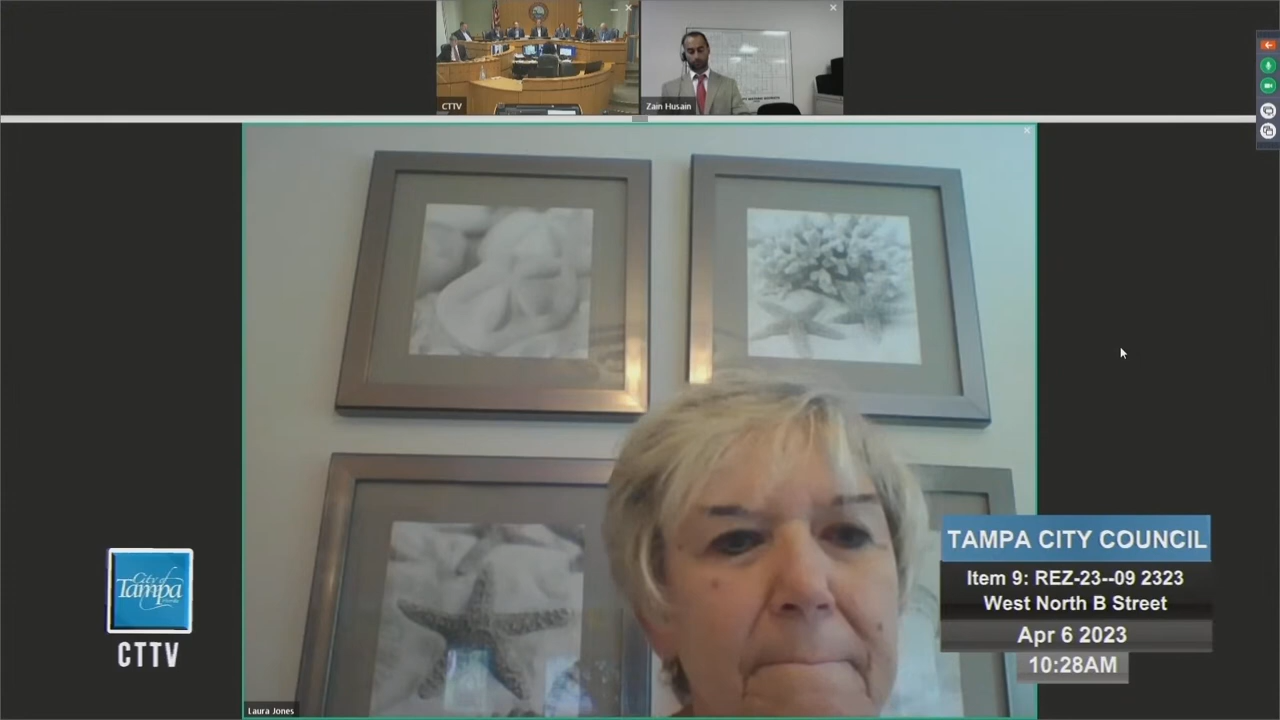 CTTV
Zain Husain
City of
Tampa
CTTV
Laura Jones
TAMPA CITY COUNCIL
Item 9: REZ-23--09 2323
West North B Street
Apr 6 2023
10:28AM